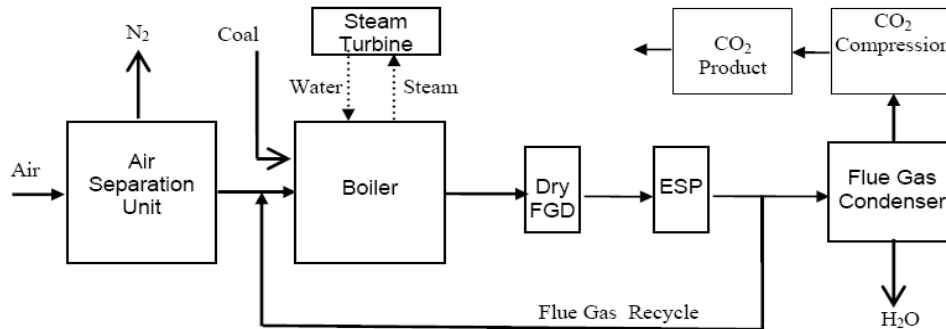 N₂
Coal
Steam
Turbine
CO₂
Product
CO₂
Compression
Water
Steam
Air
Air
Separation
Unit
Boiler
Dry
FGD
ESP
Flue Gas
Condenser
Flue Gas Recycle
H₂O